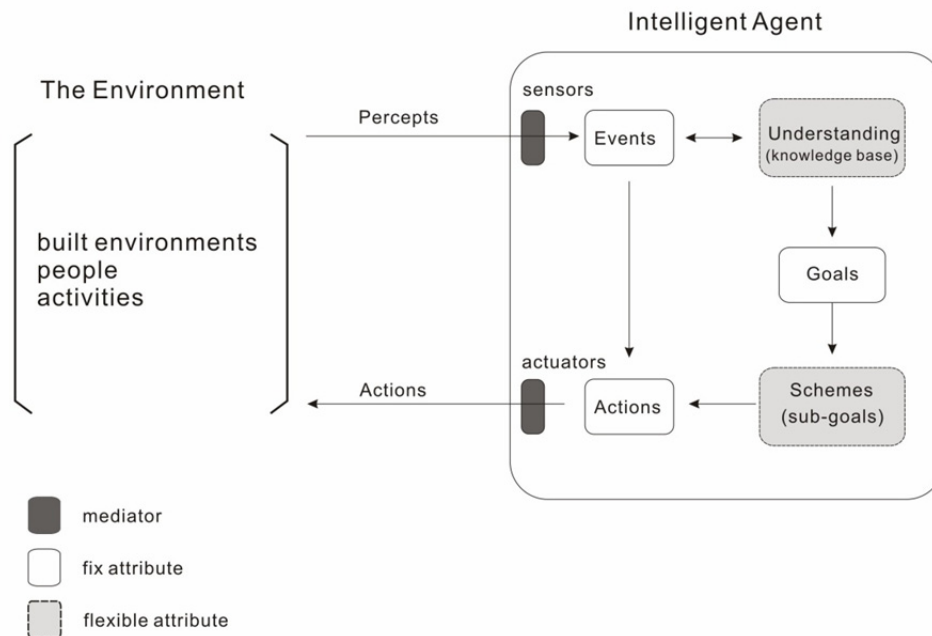 Intelligent Agent
The Environment
built environments
people
activities
Percepts
sensors
Events
Understanding
(knowledge base)
Goals
Schemes
(sub-goals)
actuators
Actions
Actions
mediator
fix attribute
flexible attribute